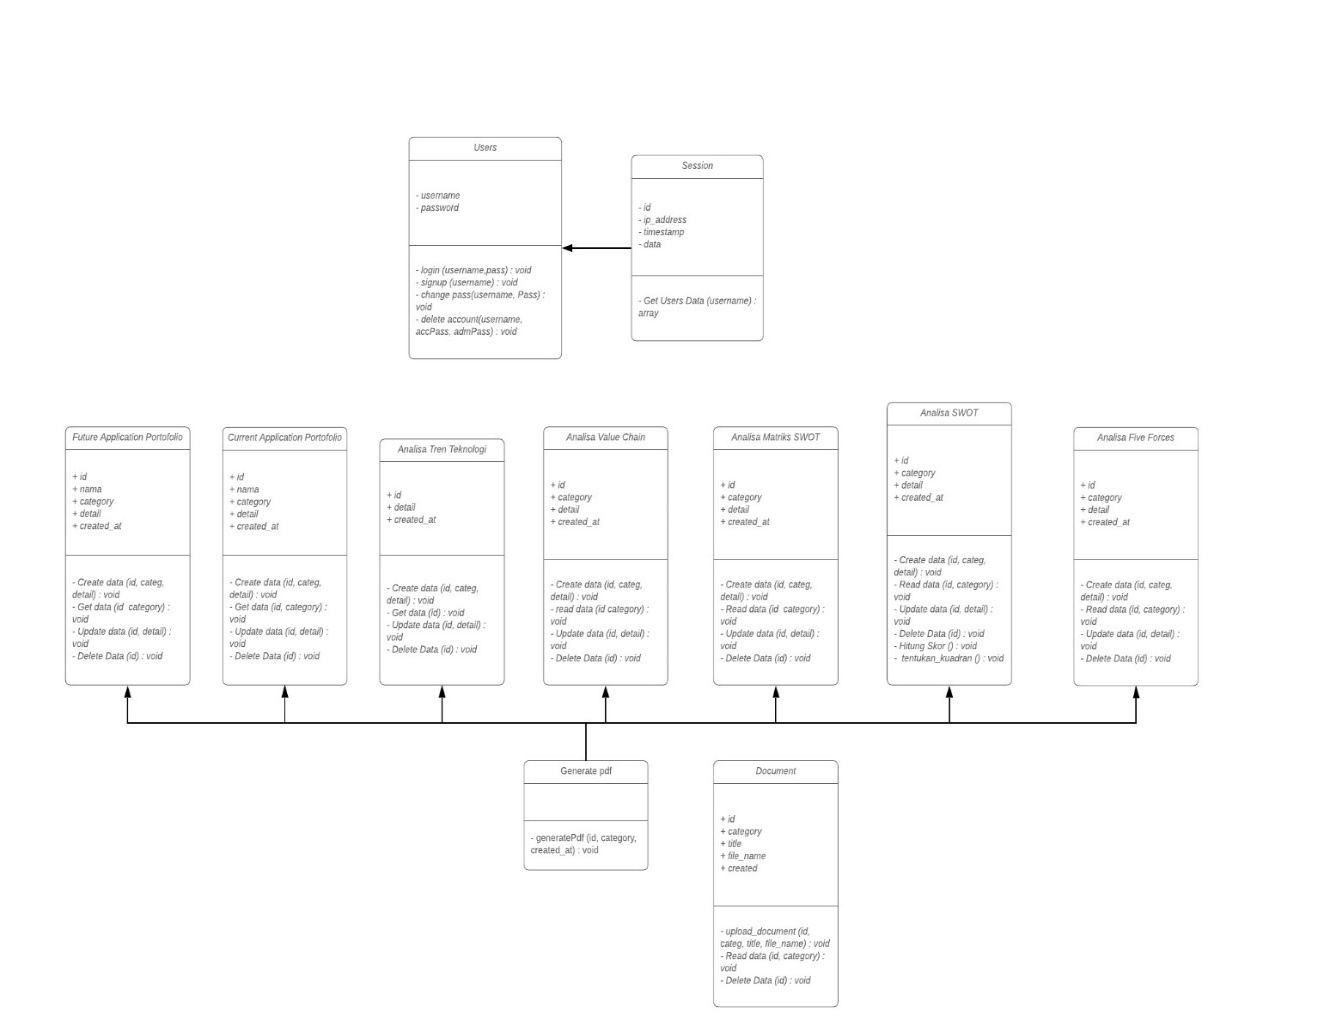 Users
- username
- password
- login (username,pass) : void
- signup (username) : void
- change pass(username, Pass) :
void
- delete account(username,
accPass, admPass) : void
Session
- id
- ip_address
- timestamp
- data
- Get Users Data (username) :
array
Future Application Portofolio
+ id
+ nama
+ category
+ detail
+ created_at
- Create data (id, categ,
detail) : void
- Get data (id category) :
void
- Update data (id, detail) :
void
- Delete Data (id) : void
Current Application Portofolio
+ id
+ nama
+ category
+ detail
+ created_at
- Create data (id, categ,
detail) : void
- Get data (id, category) :
void
- Update data (id, detail) :
void
- Delete Data (id) : void
Analisa Tren Teknologi
+ id
+ detail
+ created_at
- Create data (id, categ,
detail) : void
- Get data (id) : void
- Update data (id, detail) :
void
- Delete Data (id) : void
Analisa Value Chain
+ id
+ category
+ detail
+ created_at
- Create data (id, categ,
detail) : void
- read data (id category) :
void
- Update data (id, detail) :
void
- Delete Data (id) : void
Analisa Matriks SWOT
+ id
+ category
+ detail
+ created_at
- Create data (id, categ,
detail) : void
- Read data (id category) :
void
- Update data (id, detail) :
void
- Delete Data (id) : void
Analisa SWOT
+ id
+ category
+ detail
+ created_at
- Create data (id, categ,
detail) : void
- Read data (id, category) :
void
- Update data (id, detail) :
void
- Delete Data (id) : void
- Hitung Skor () : void
- tentukan_kuadran () : void
Analisa Five Forces
+ id
+ category
+ detail
+ created_at
- Create data (id, categ,
detail) : void
- Read data (id, category) :
void
- Update data (id, detail) :
void
- Delete Data (id) : void
Generate pdf
- generatePdf (id, category,
created_at) : void
Document
+ id
+ category
+ title
+ file_name
+ created
- upload_document (id,
categ, title, file_name) : void
- Read data (id, category) :
void
- Delete Data (id) : void